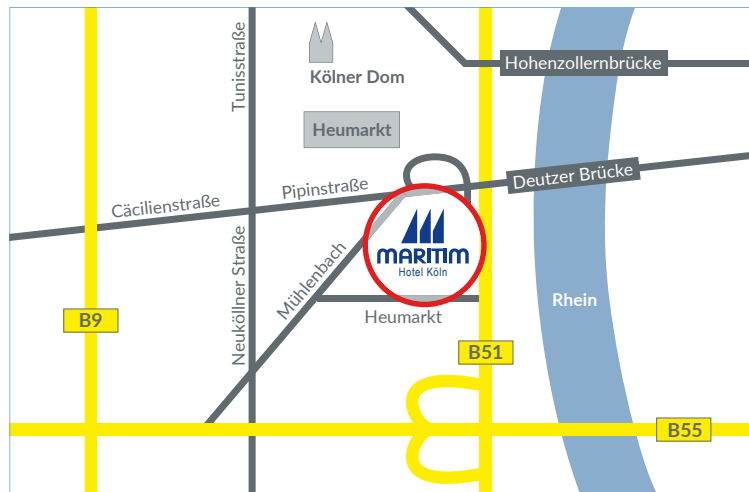 Tunisstraße
Kölner Dom
Hohenzollernbrücke
Heumarkt
Deutzer Brücke
Pipinstraße
Cäcilienstraße
MARITIM
Hotel Köln
Mühlenbach
Neuköllner Straße
Rhein
Heumarkt
B9
B51
B55